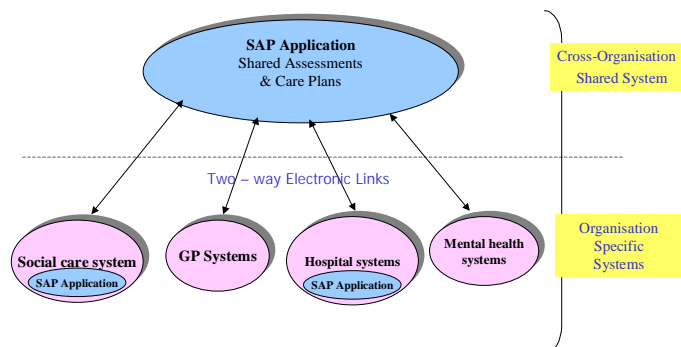 SAP Application
Shared Assessments
& Care Plans
Cross-Organisation
Shared System
Two – way Electronic Links
Social care system
SAP Application
GP Systems
Hospital systems
SAP Application
Mental health
systems
Organisation
Specific
Systems